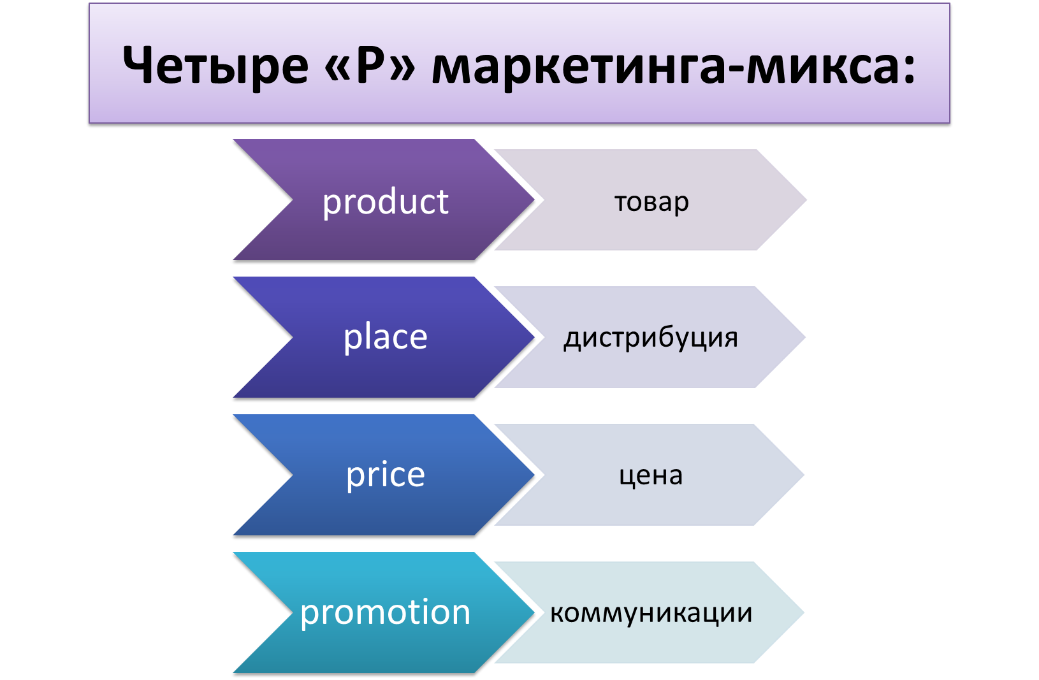 Четыре «Р» маркетинга-микса:
product
товар
place
дистрибуция
price
цена
promotion
коммуникации